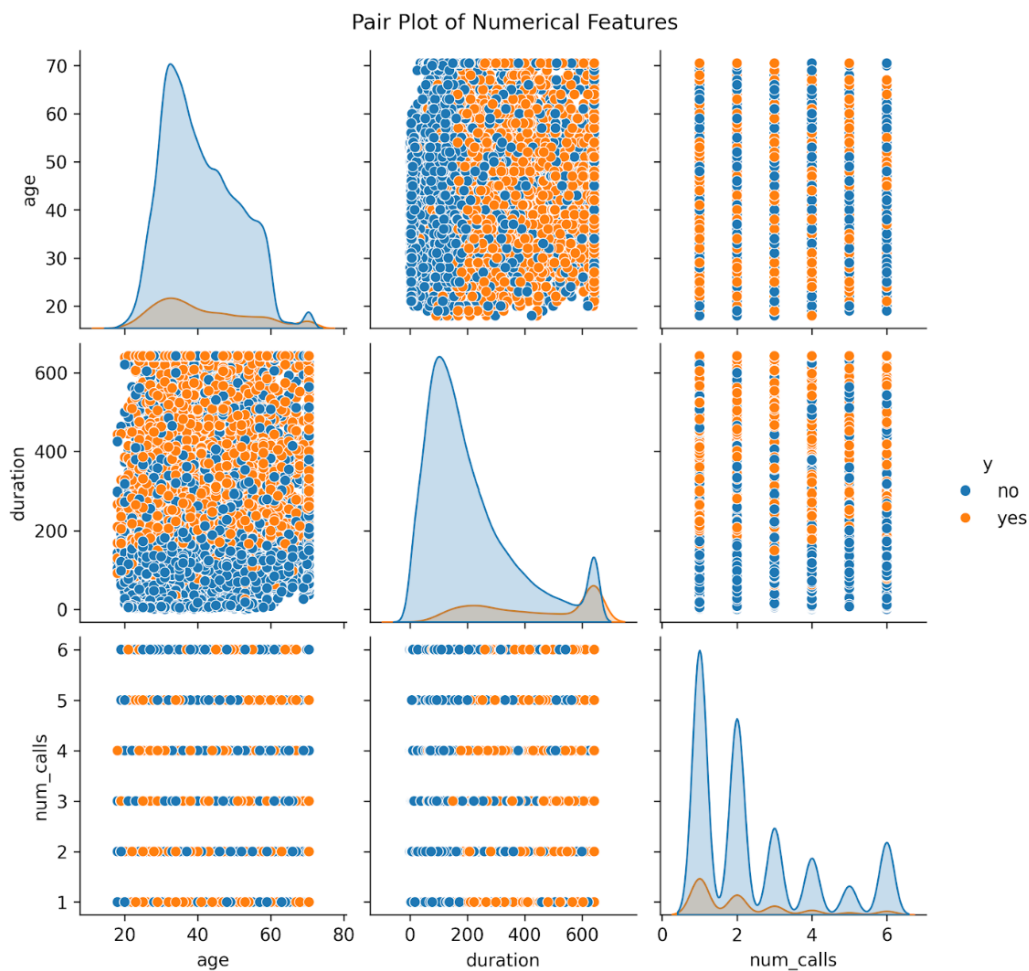 Pair Plot of Numerical Features
70
60
50
40
30
20
age
600
400
200
0
duration
y
no
yes
6
5
4
3
2
1
num_calls
20 40 60 80
0 200 400 600
0 2 4 6
age
duration
num_calls